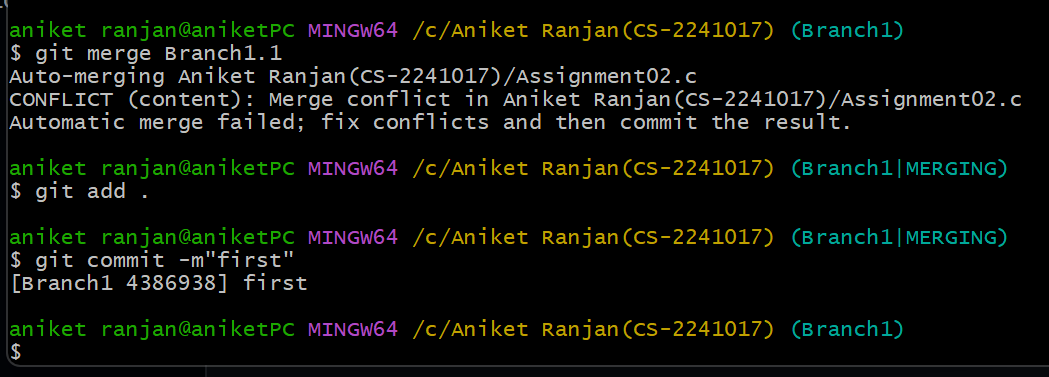 aniket ranjan@aniketPC MINGW64 /c/Aniket Ranjan(CS-2241017) (Branch1)
$ git merge Branch1.1
Auto-merging Aniket Ranjan(CS-2241017)/Assignment02.c
CONFLICT (content): Merge conflict in Aniket Ranjan(CS-2241017)/Assignment02.c
Automatic merge failed; fix conflicts and then commit the result.
aniket ranjan@aniketPC MINGW64 /c/Aniket Ranjan(CS-2241017) (Branch1|MERGING)
$ git add .
aniket ranjan@aniketPC MINGW64 /c/Aniket Ranjan(CS-2241017) (Branch1|MERGING)
$ git commit -m"first"
[Branch1 4386938] first
aniket ranjan@aniketPC MINGW64 /c/Aniket Ranjan(CS-2241017) (Branch1)
$